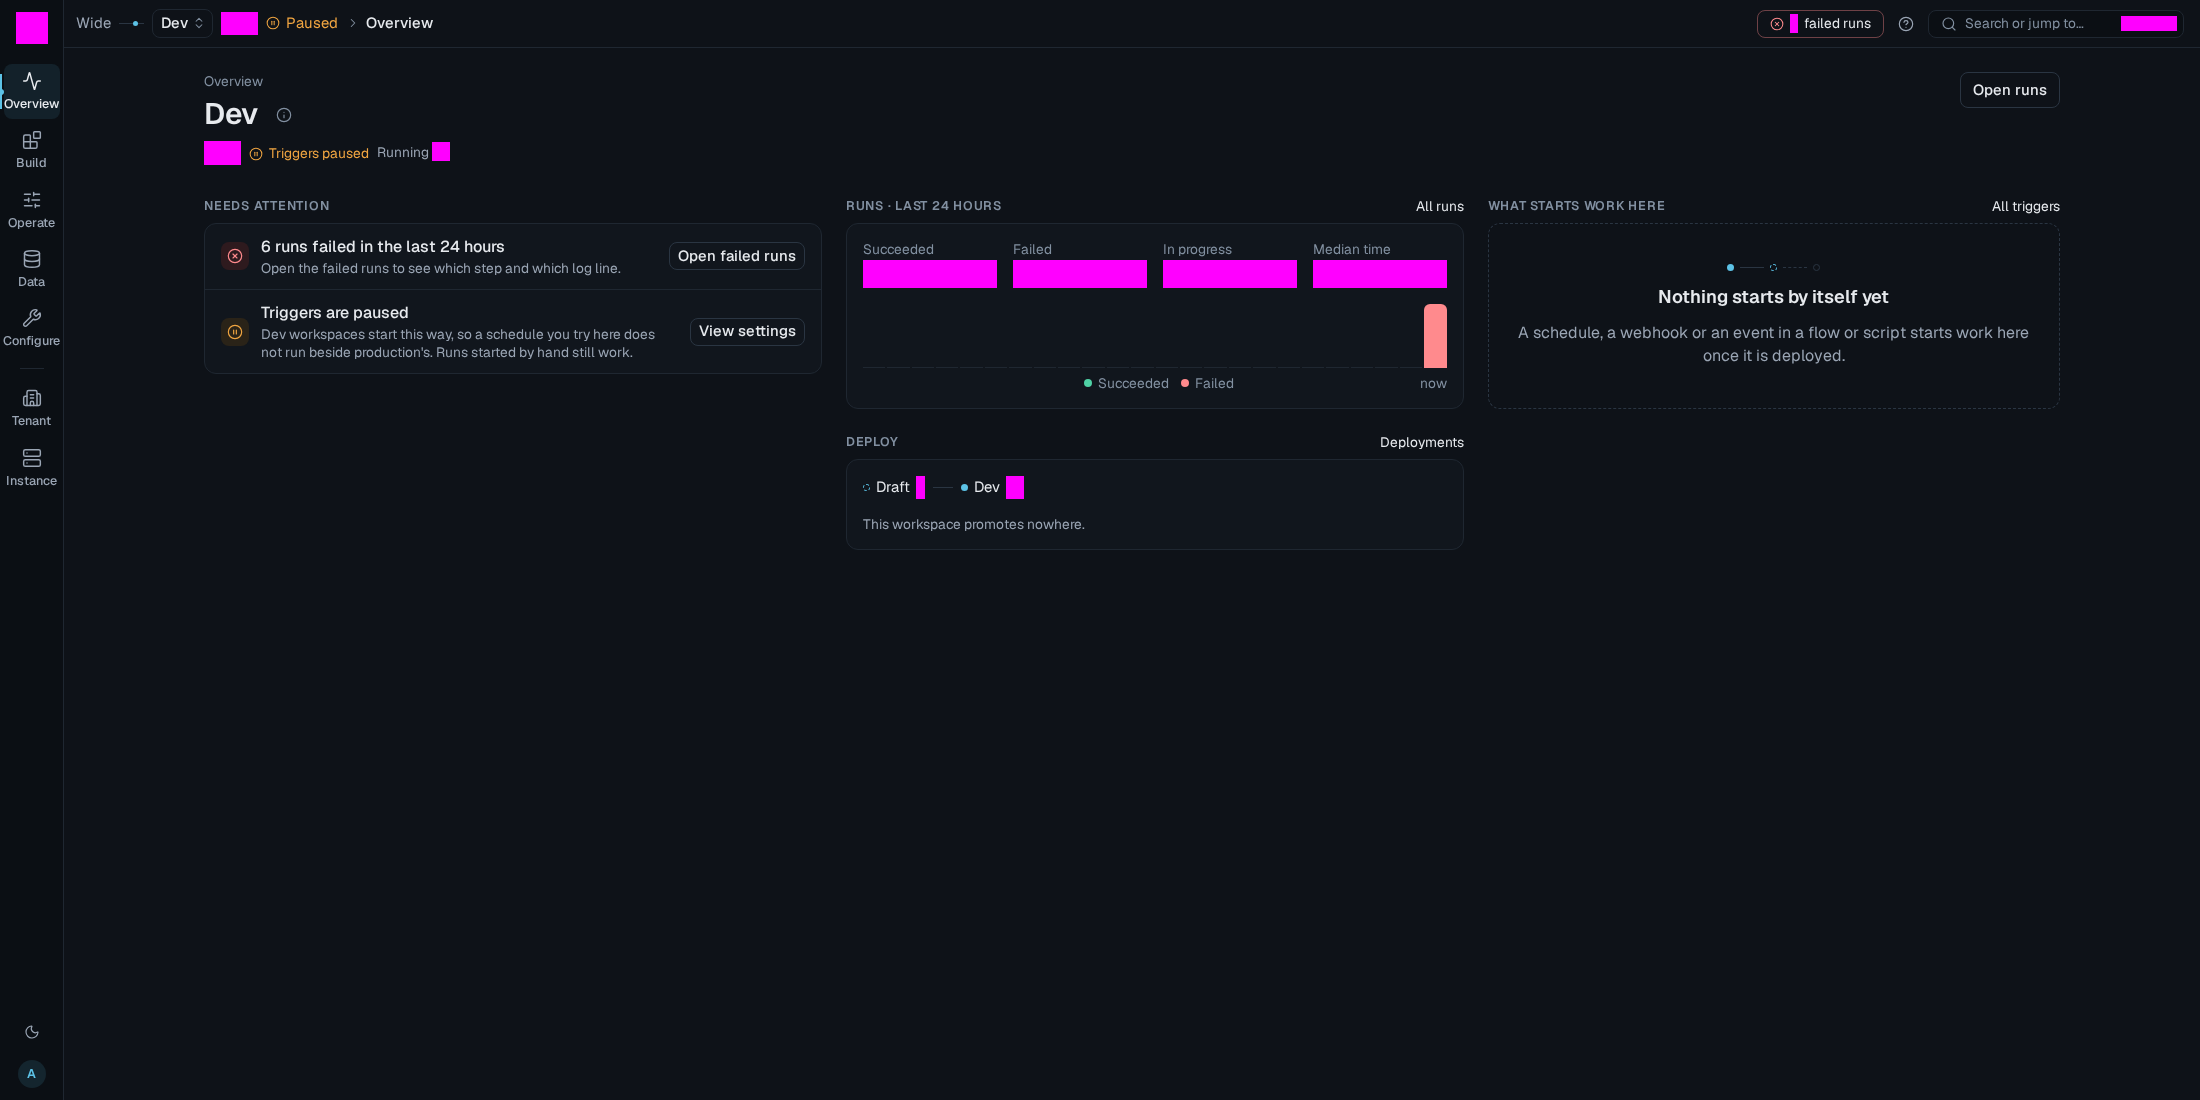 Wide
Dev
Paused
Overview
failed runs
Search or jump to...
Overview
Build
Operate
Data
Configure
Tenant
Instance
A
Overview
Dev
Open runs
Triggers paused
Running
NEEDS ATTENTION
6 runs failed in the last 24 hours
Open the failed runs to see which step and which log line.
Open failed runs
Triggers are paused
Dev workspaces start this way, so a schedule you try here does
not run beside production's. Runs started by hand still work.
View settings
RUNS · LAST 24 HOURS
All runs
Succeeded
Failed
In progress
Median time
Succeeded
Failed
now
DEPLOY
Deployments
Draft
Dev
This workspace promotes nowhere.
WHAT STARTS WORK HERE
All triggers
Nothing starts by itself yet
A schedule, a webhook or an event in a flow or script starts work here
once it is deployed.